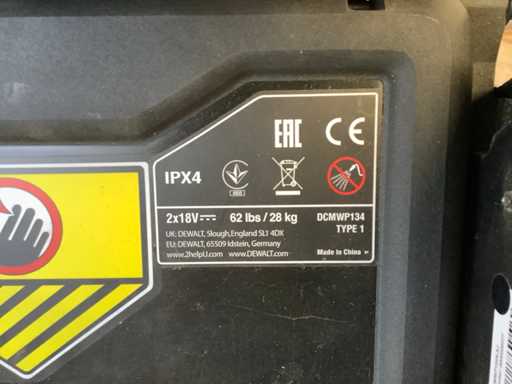 EAC CE
IPX4
2x18V 62 lbs / 28 kg DCMWP134
UK: DEWALT, Slough,England SL1 4DX TYPE 1
EU: DEWALT, 65509 Idstein, Germany
www.2helpU.com www.DEWALT.com Made in China